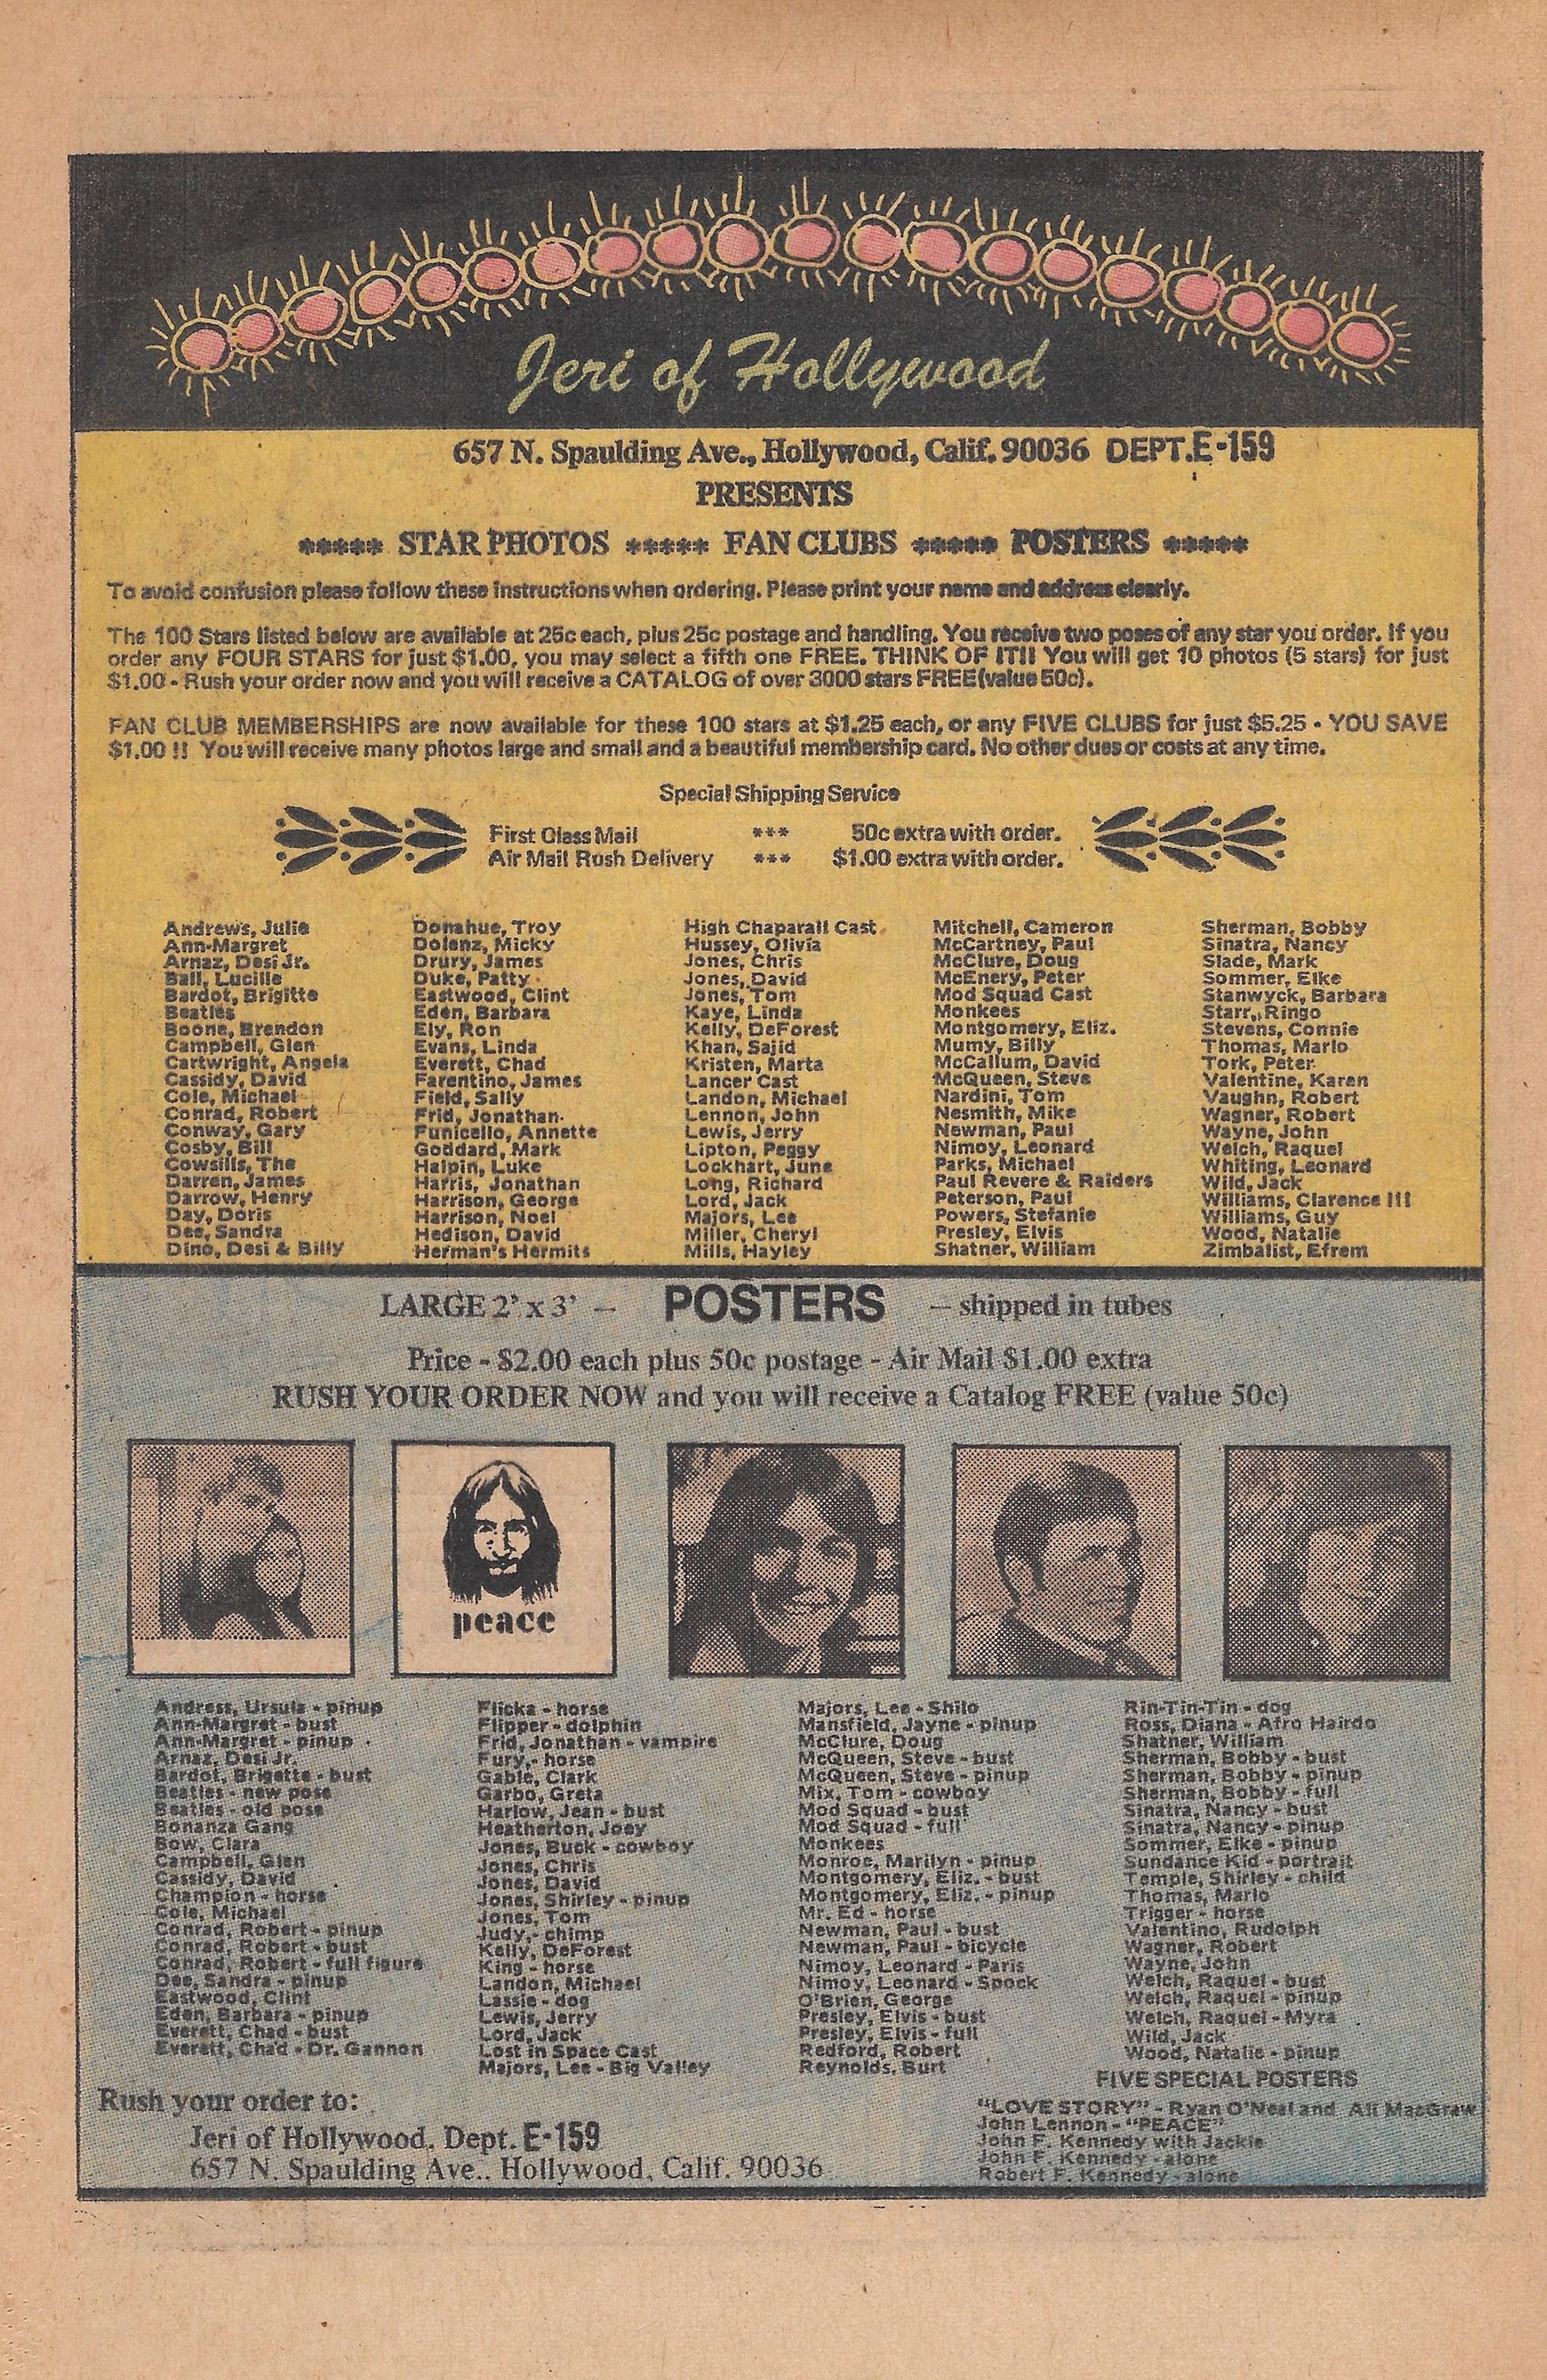 Jeri of Hollywood
657 N. Spaulding Ave., Hollywood, Calif. 90036 DEPT. E-159
PRESENTS
***** STAR PHOTOS ***** FAN CLUBS ***** POSTERS *****
To avoid confusion please follow these instructions when ordering. Please print your name and address clearly.
The 100 Stars listed below are available at 25c each, plus 25c postage and handling. You receive two poses of any star you order. If you
order any FOUR STARS for just $1.00, you may select a fifth one FREE. THINK OF IT!! You will get 10 photos (5 stars) for just
$1.00 - Rush your order now and you will receive a CATALOG of over 3000 stars FREE(value 50c).
FAN CLUB MEMBERSHIPS are now available for these 100 stars at $1.25 each, or any FIVE CLUBS for just $5.25 - YOU SAVE
$1.00 !! You will receive many photos large and small and a beautiful membership card. No other dues or costs at any time.
Special Shipping Service
First Class Mail *** 50c extra with order.
Air Mail Rush Delivery *** $1.00 extra with order.
Andrews, Julie
Ann-Margret
Arnaz, Desi Jr.
Ball, Lucille
Bardot, Brigitte
Beatles
Boone, Brendon
Campbell, Glen
Cartwright, Angela
Cassidy, David
Cole, Michael
Conrad, Robert
Conway, Gary
Cosby, Bill
Cowsills, The
Darren, James
Darrow, Henry
Day, Doris
Dee, Sandra
Dino, Desi & Billy
Donahue, Troy
Dolenz, Micky
Drury, James
Duke, Patty
Eastwood, Clint
Eden, Barbara
Ely, Ron
Evans, Linda
Everett, Chad
Farentino, James
Field, Sally
Frid, Jonathan
Funicello, Annette
Goddard, Mark
Halpin, Luke
Harris, Jonathan
Harrison, George
Harrison, Noel
Hedison, David
Herman's Hermits
High Chaparall Cast
Hussey, Olivia
Jones, Chris
Jones, David
Jones, Tom
Kaye, Linda
Kelly, DeForest
Khan, Sajid
Kristen, Marta
Lancer Cast
Landon, Michael
Lennon, John
Lewis, Jerry
Lipton, Peggy
Lockhart, June
Long, Richard
Lord, Jack
Majors, Lee
Miller, Cheryl
Mills, Hayley
Mitchell, Cameron
McCartney, Paul
McClure, Doug
McEnery, Peter
Mod Squad Cast
Monkees
Montgomery, Eliz.
Mumy, Billy
McCallum, David
McQueen, Steve
Nardini, Tom
Nesmith, Mike
Newman, Paul
Nimoy, Leonard
Parks, Michael
Paul Revere & Raiders
Peterson, Paul
Powers, Stefanie
Presley, Elvis
Shatner, William
Sherman, Bobby
Sinatra, Nancy
Slade, Mark
Sommer, Elke
Stanwyck, Barbara
Starr, Ringo
Stevens, Connie
Thomas, Marlo
Tork, Peter
Valentine, Karen
Vaughn, Robert
Wagner, Robert
Wayne, John
Welch, Raquel
Whiting, Leonard
Wild, Jack
Williams, Clarence III
Williams, Guy
Wood, Natalie
Zimbalist, Efrem
LARGE 2' x 3' — POSTERS — shipped in tubes
Price - $2.00 each plus 50c postage - Air Mail $1.00 extra
RUSH YOUR ORDER NOW and you will receive a Catalog FREE (value 50c)
peace
Andress, Ursula - pinup
Ann-Margret - bust
Ann-Margret - pinup
Arnaz, Desi Jr.
Bardot, Brigette - bust
Beatles - new pose
Beatles - old pose
Bonanza Gang
Bow, Clara
Campbell, Glen
Cassidy, David
Champion - horse
Cole, Michael
Conrad, Robert - pinup
Conrad, Robert - bust
Conrad, Robert - full figure
Dee, Sandra - pinup
Eastwood, Clint
Eden, Barbara - pinup
Everett, Chad - bust
Everett, Chad - Dr. Gannon
Flicka - horse
Flipper - dolphin
Frid, Jonathan - vampire
Fury - horse
Gable, Clark
Garbo, Greta
Harlow, Jean - bust
Heatherton, Joey
Jones, Buck - cowboy
Jones, Chris
Jones, David
Jones, Shirley - pinup
Jones, Tom
Judy - chimp
Kelly, DeForest
King - horse
Landon, Michael
Lassie - dog
Lewis, Jerry
Lord, Jack
Lost in Space Cast
Majors, Lee - Big Valley
Majors, Lee - Shilo
Mansfield, Jayne - pinup
McClure, Doug
McQueen, Steve - bust
McQueen, Steve - pinup
Mix, Tom - cowboy
Mod Squad - bust
Mod Squad - full
Monkees
Monroe, Marilyn - pinup
Montgomery, Eliz. - bust
Montgomery, Eliz. - pinup
Mr. Ed - horse
Newman, Paul - bust
Newman, Paul - bicycle
Nimoy, Leonard - Paris
Nimoy, Leonard - Spock
O'Brien, George
Presley, Elvis - bust
Presley, Elvis - full
Redford, Robert
Reynolds, Burt
Rin-Tin-Tin - dog
Ross, Diana - Afro Hairdo
Shatner, William
Sherman, Bobby - bust
Sherman, Bobby - pinup
Sherman, Bobby - full
Sinatra, Nancy - bust
Sinatra, Nancy - pinup
Sommer, Elke - pinup
Sundance Kid - portrait
Temple, Shirley - child
Thomas, Marlo
Trigger - horse
Valentino, Rudolph
Wagner, Robert
Wayne, John
Welch, Raquel - bust
Welch, Raquel - pinup
Welch, Raquel - Myra
Wild, Jack
Wood, Natalie - pinup
FIVE SPECIAL POSTERS
"LOVE STORY" - Ryan O'Neal and Ali MacGraw
John Lennon - "PEACE"
John F. Kennedy with Jackie
John F. Kennedy - alone
Robert F. Kennedy - alone
Rush your order to:
Jeri of Hollywood, Dept. E-159
657 N. Spaulding Ave., Hollywood, Calif. 90036